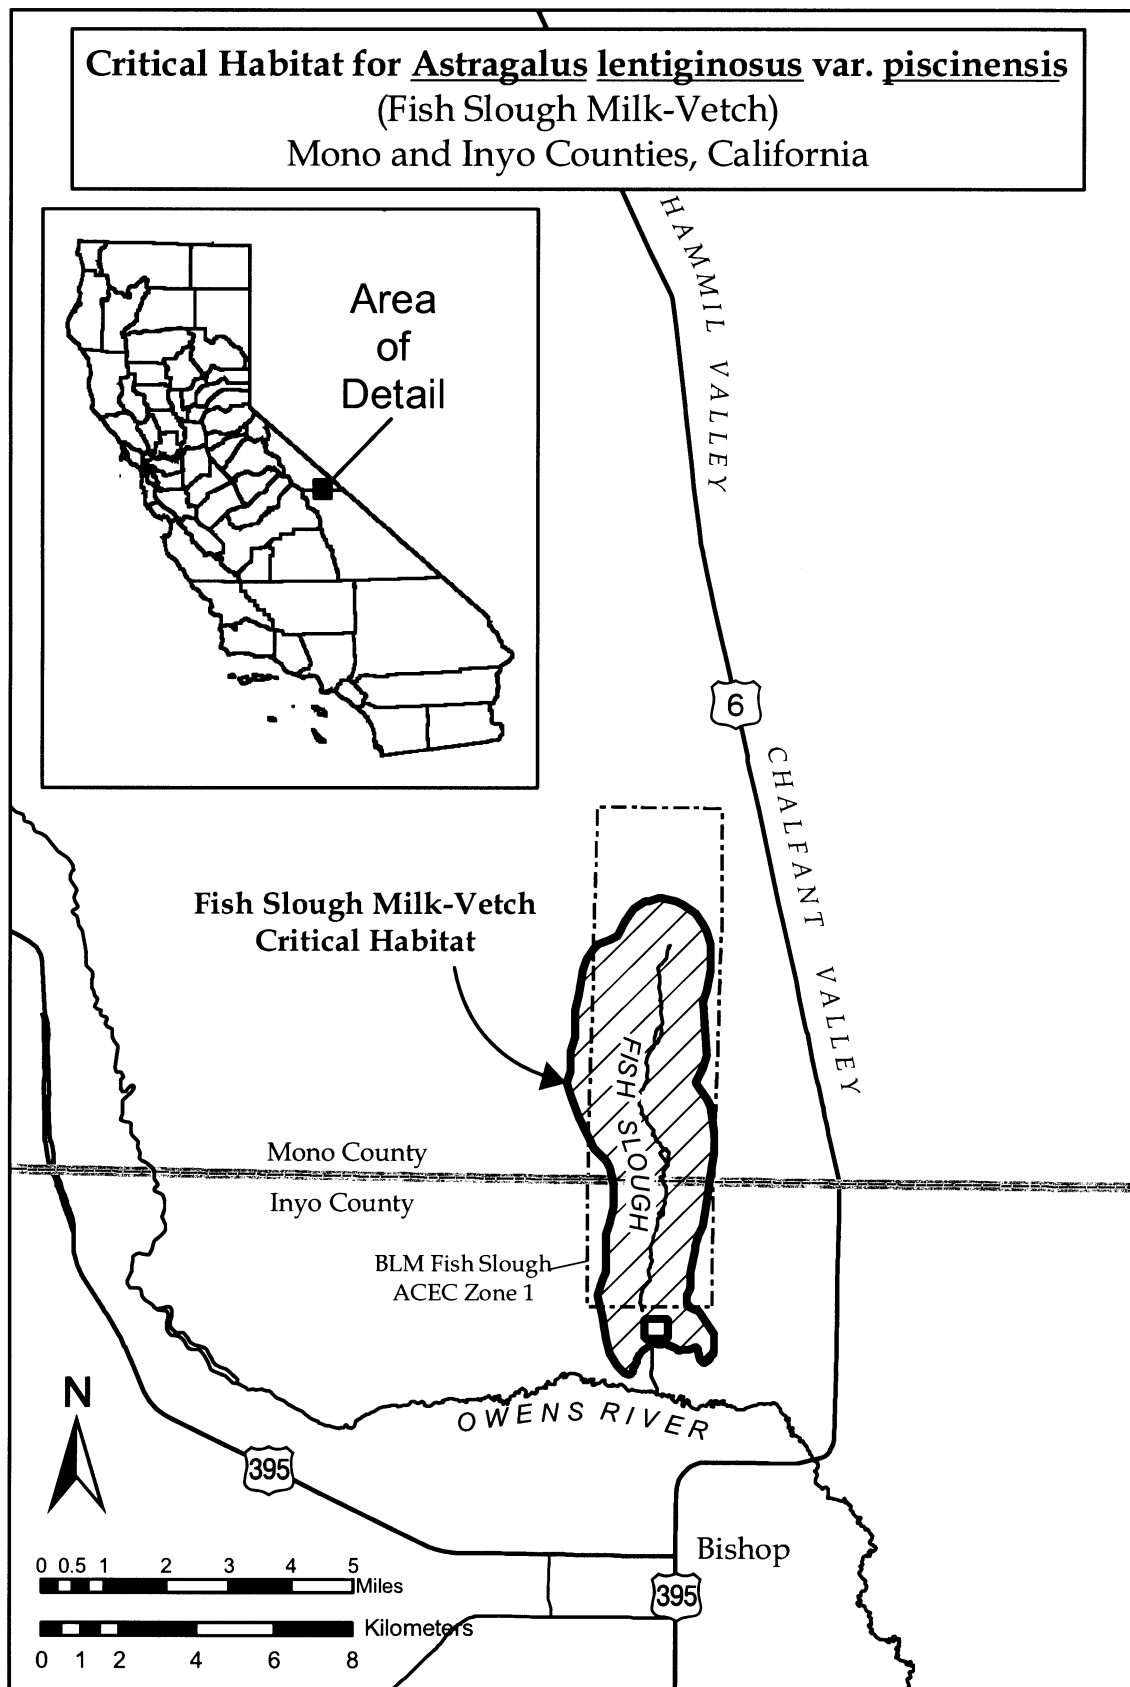 Critical Habitat for Astragalus lentiginosus var. piscinensis
(Fish Slough Milk-Vetch)
Mono and Inyo Counties, California
HAMMIL VALLEY
Area
of
Detail
6
CHALFANT VALLEY
Fish Slough Milk-Vetch
Critical Habitat
FISH SLOUGH
Mono County
Inyo County
BLM Fish Slough
ACEC Zone 1
N
OWENS RIVER
395
Bishop
395
0 0.5 1 2 3 4 5
Miles
Kilometers
0 1 2 4 6 8